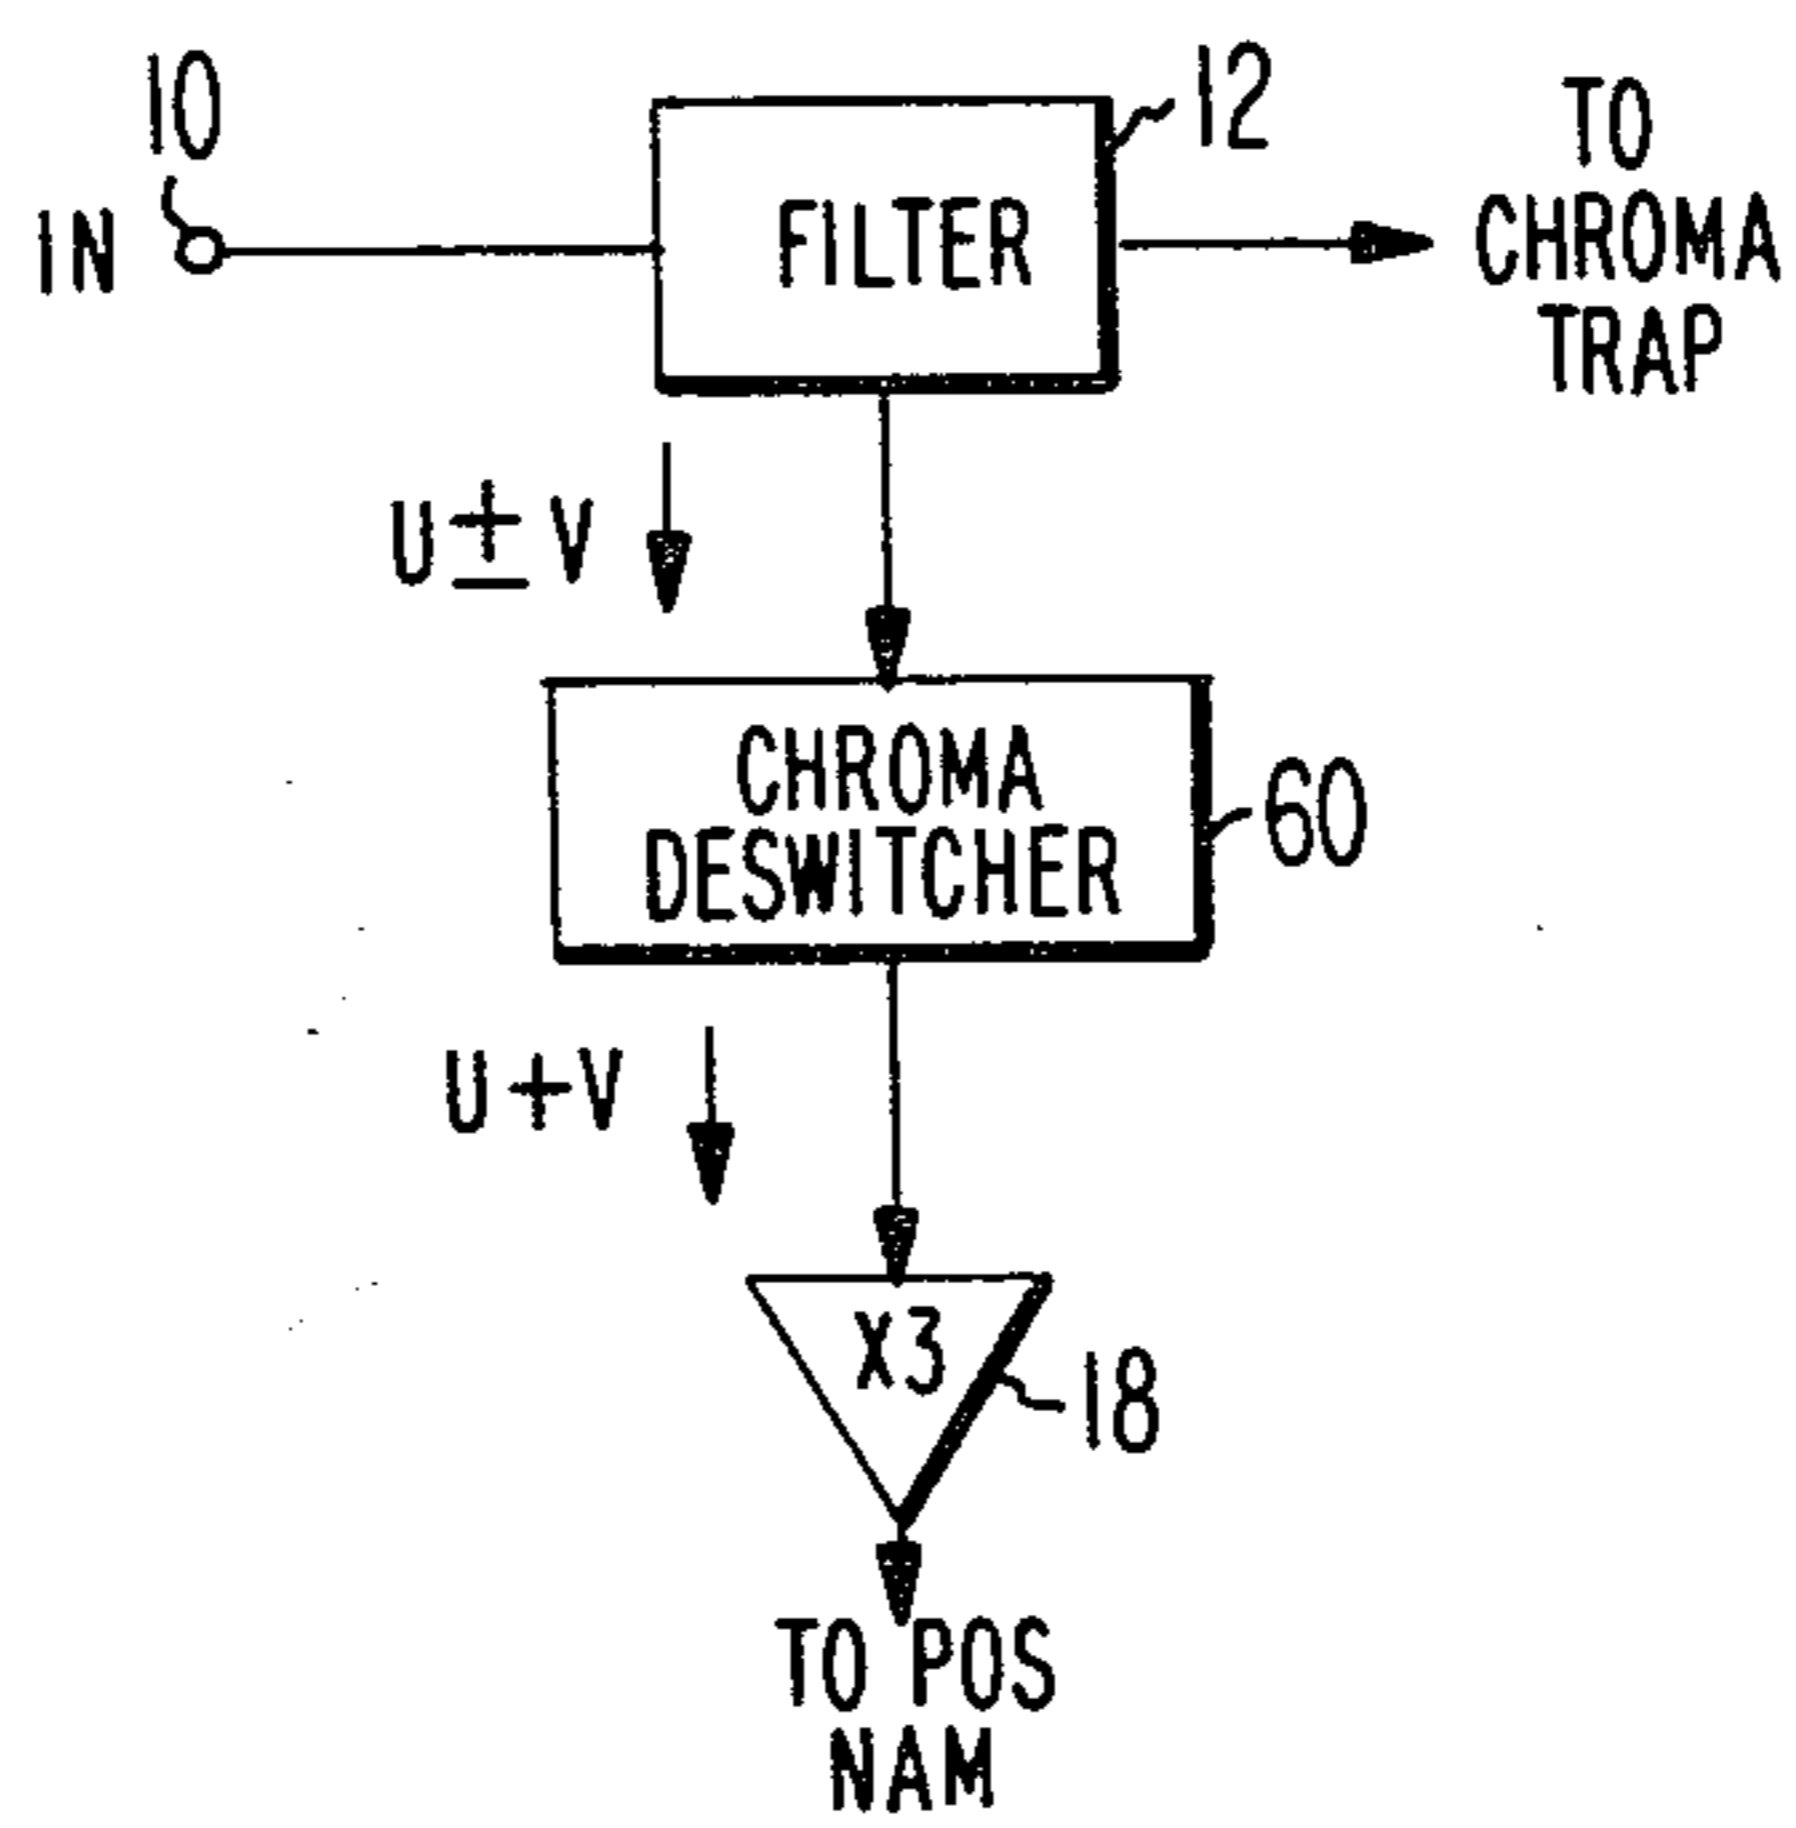 10
12
IN
FILTER
TO
CHROMA
TRAP
U ± V
CHROMA
DESWITCHER
60
U + V
X3
18
TO POS
NAM